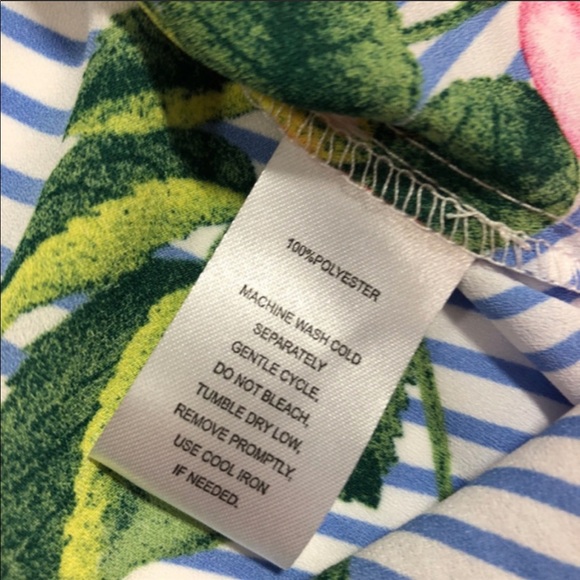 100%POLYESTER
MACHINE WASH COLD
SEPARATELY
GENTLE CYCLE,
DO NOT BLEACH,
TUMBLE DRY LOW,
REMOVE PROMPTLY,
USE COOL IRON
IF NEEDED.